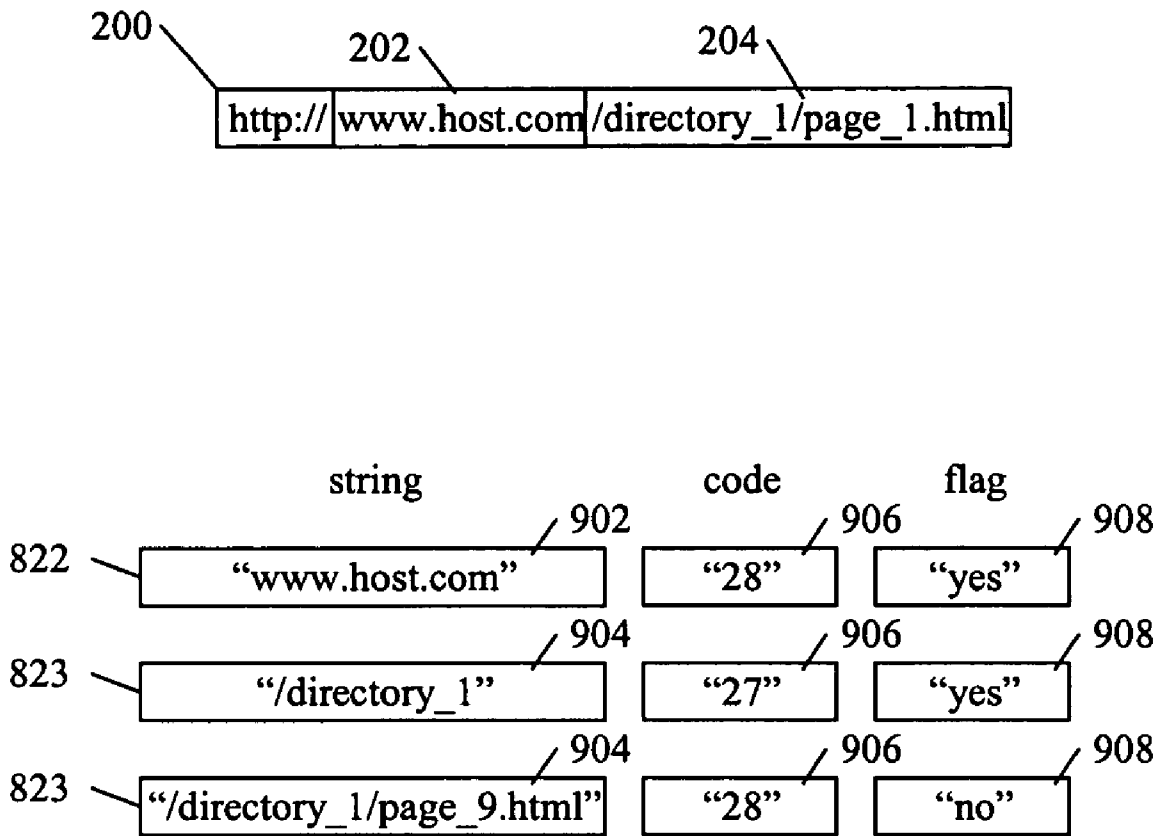 200
202
204
http:// www.host.com /directory_1/page_1.html
string code flag
902 906 908
822 “www.host.com” “28” “yes”
904 906 908
823 “/directory_1” “27” “yes”
904 906 908
823 “/directory_1/page_9.html” “28” “no”